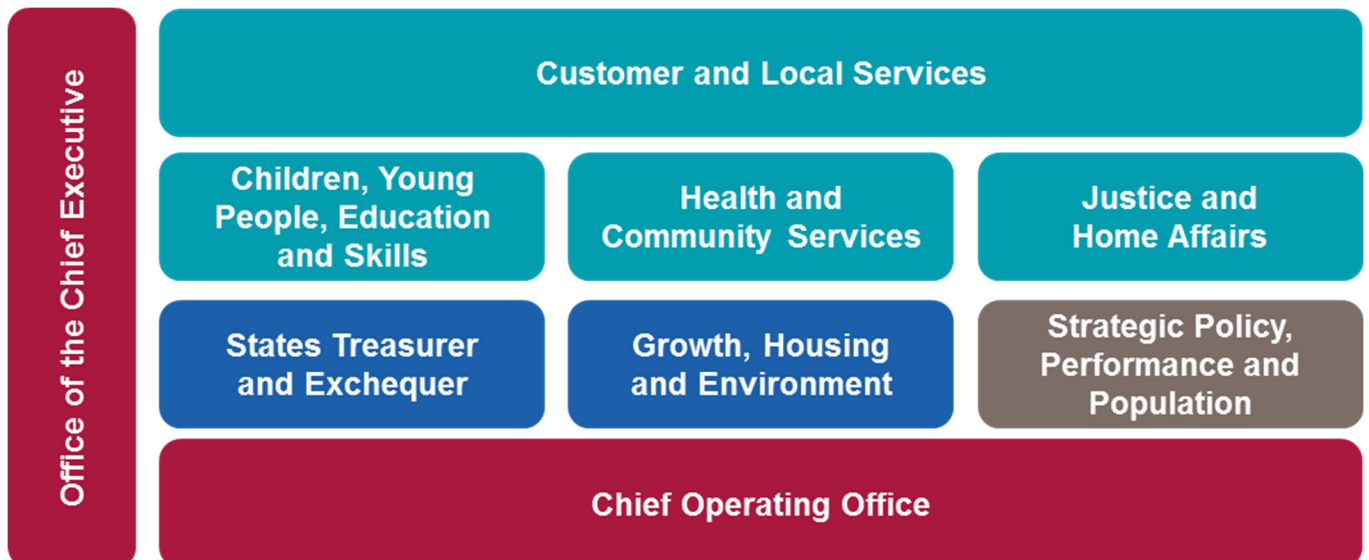 Office of the Chief Executive
Customer and Local Services
Children, Young
People, Education
and Skills
Health and
Community Services
Justice and
Home Affairs
States Treasurer
and Exchequer
Growth, Housing
and Environment
Strategic Policy,
Performance and
Population
Chief Operating Office